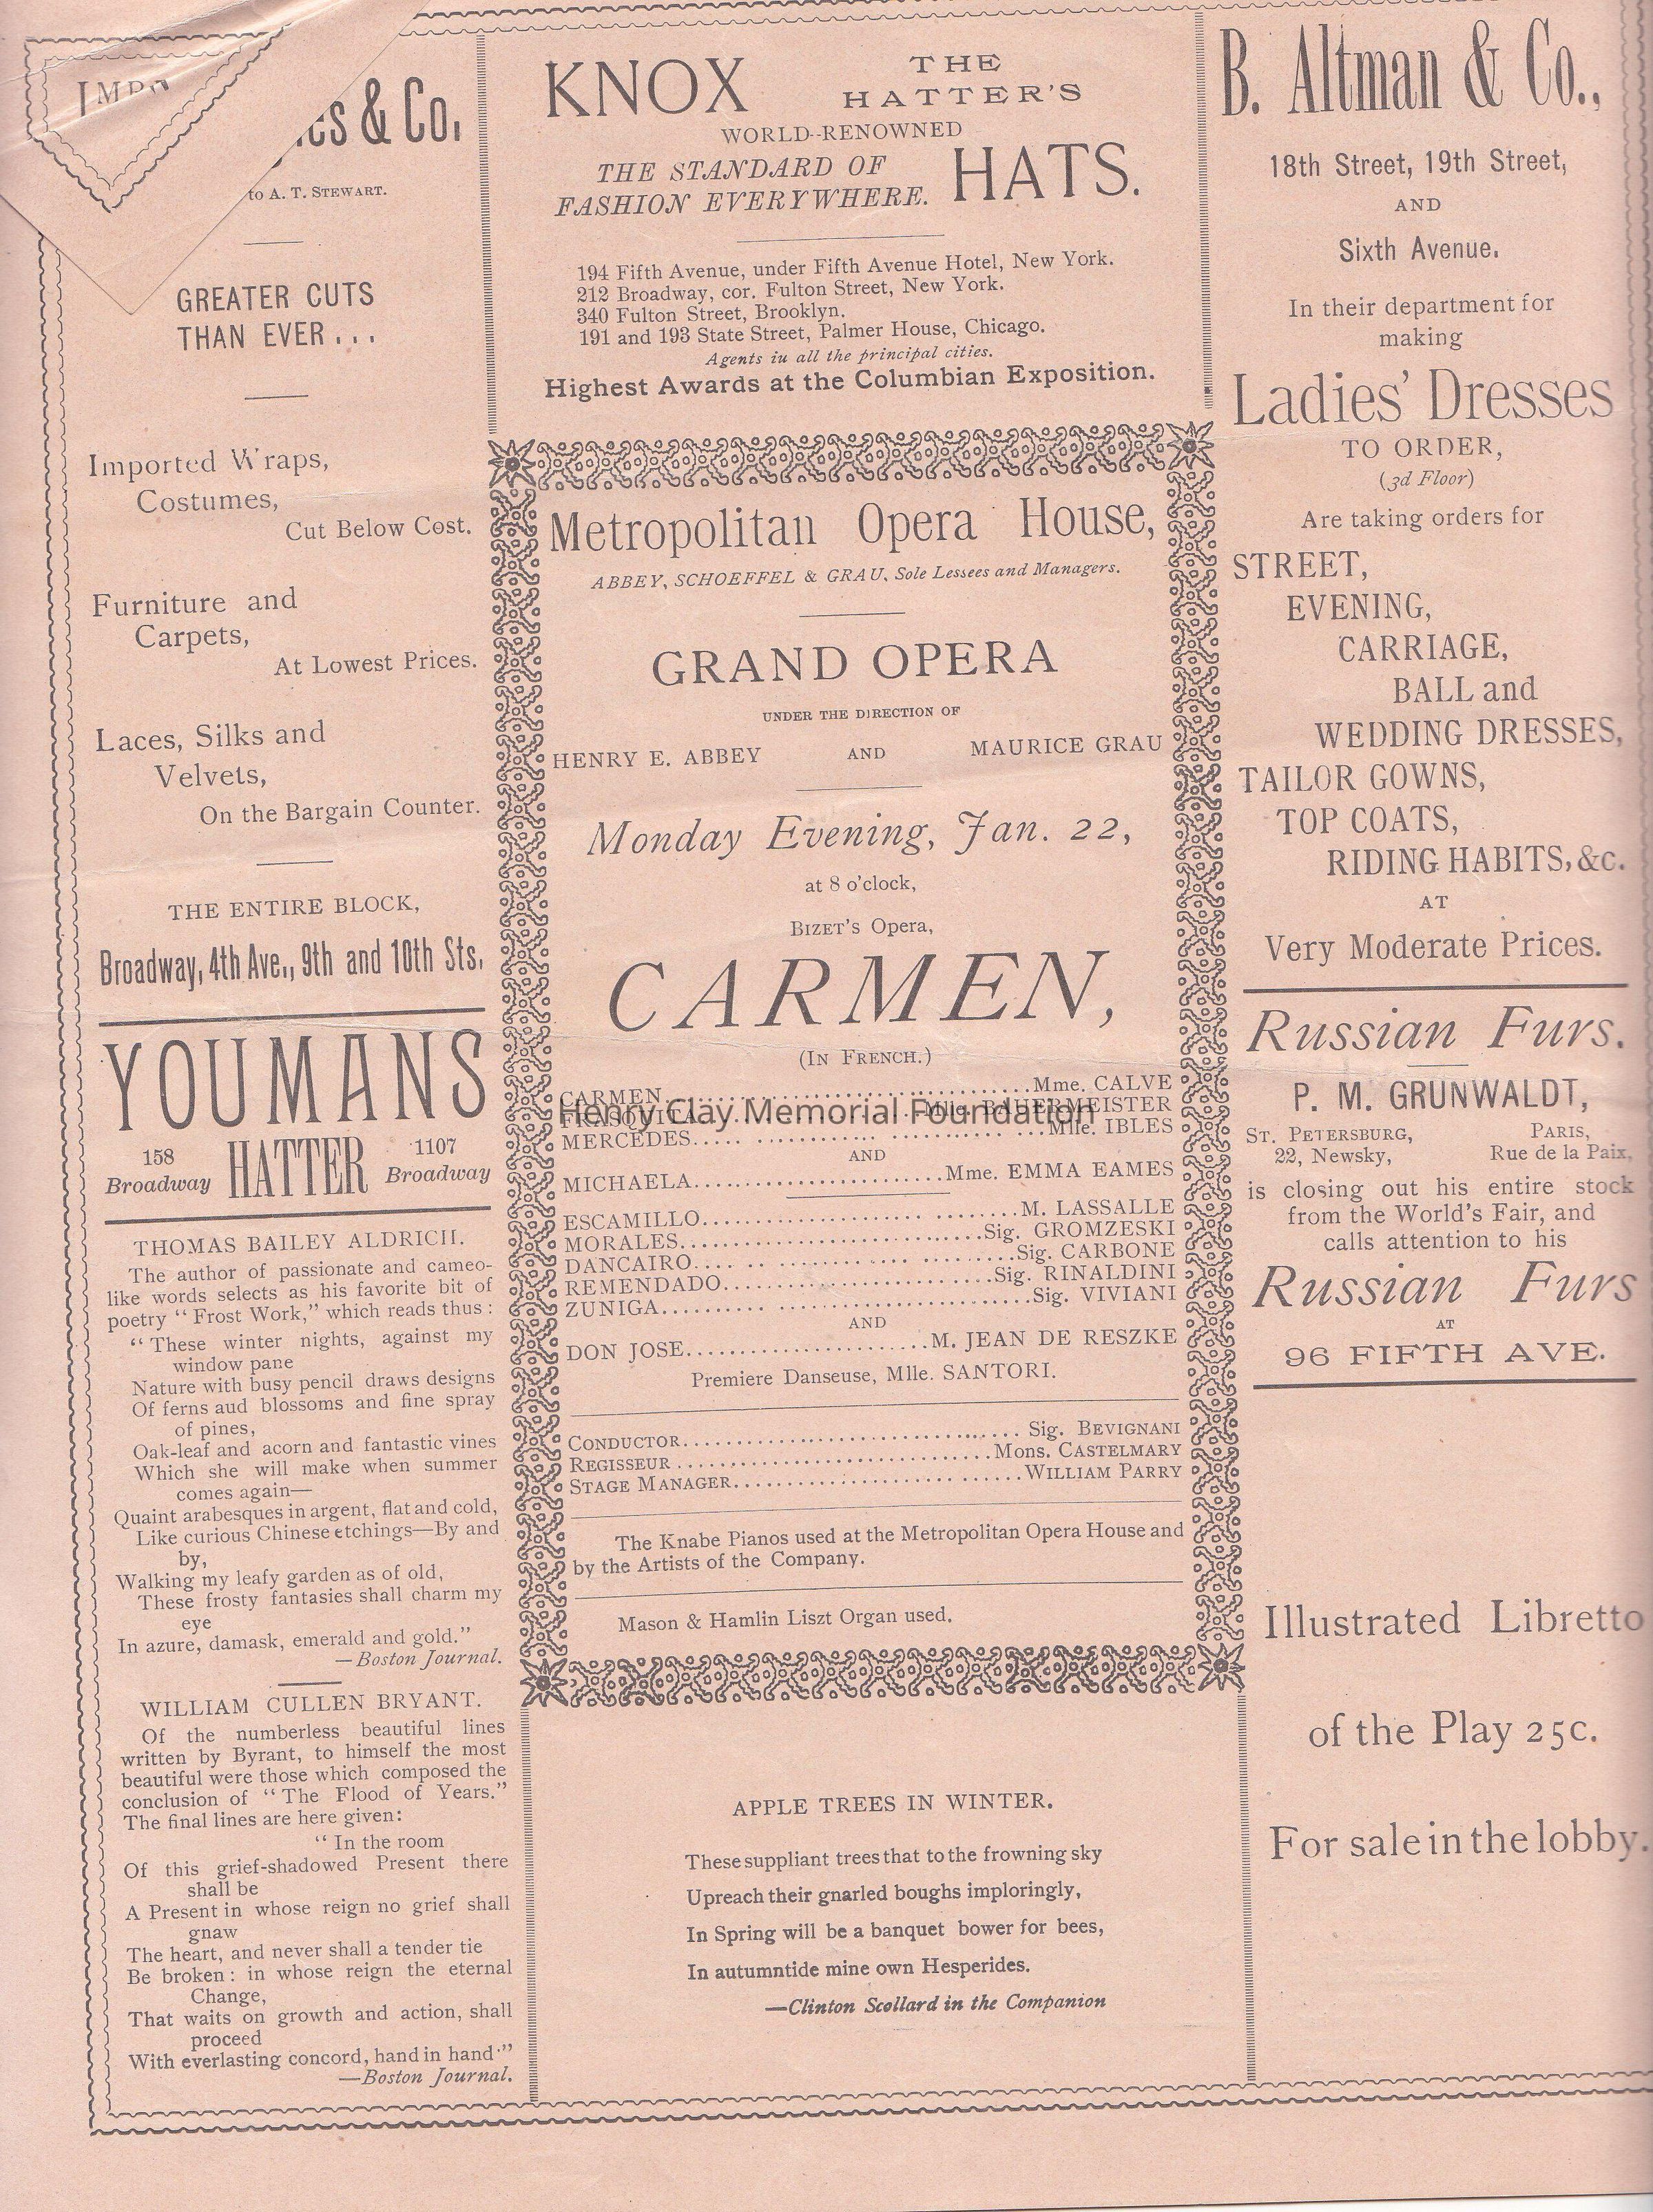 IMPO
es & Co.
to A. T. STEWART.
GREATER CUTS
THAN EVER...
Imported Wraps,
Costumes,
Cut Below Cost.
Furniture and
Carpets,
At Lowest Prices.
Laces, Silks and
Velvets,
On the Bargain Counter.
THE ENTIRE BLOCK,
Broadway, 4th Ave., 9th and 10th Sts.
YOUMANS
158
Broadway
HATTER
1107
Broadway
THOMAS BAILEY ALDRICH.
The author of passionate and cameo-
like words selects as his favorite bit of
poetry "Frost Work," which reads thus:
"These winter nights, against my
window pane
Nature with busy pencil draws designs
Of ferns aud blossoms and fine spray
of pines,
Oak-leaf and acorn and fantastic vines
Which she will make when summer
comes again—
Quaint arabesques in argent, flat and cold,
Like curious Chinese etchings—By and
by,
Walking my leafy garden as of old,
These frosty fantasies shall charm my
eye
In azure, damask, emerald and gold."
—Boston Journal.
WILLIAM CULLEN BRYANT.
Of the numberless beautiful lines
written by Byrant, to himself the most
beautiful were those which composed the
conclusion of "The Flood of Years."
The final lines are here given:
"In the room
Of this grief-shadowed Present there
shall be
A Present in whose reign no grief shall
gnaw
The heart, and never shall a tender tie
Be broken: in whose reign the eternal
Change,
That waits on growth and action, shall
proceed
With everlasting concord, hand in hand."
—Boston Journal.
KNOX THE
HATTER'S
WORLD--RENOWNED
THE STANDARD OF
FASHION EVERYWHERE.
HATS.
194 Fifth Avenue, under Fifth Avenue Hotel, New York.
212 Broadway, cor. Fulton Street, New York.
340 Fulton Street, Brooklyn.
191 and 193 State Street, Palmer House, Chicago.
Agents iu all the principal cities.
Highest Awards at the Columbian Exposition.
Metropolitan Opera House,
ABBEY, SCHOEFFEL & GRAU, Sole Lessees and Managers.
GRAND OPERA
UNDER THE DIRECTION OF
HENRY E. ABBEY AND MAURICE GRAU
Monday Evening, Jan. 22,
at 8 o'clock,
BIZET'S Opera,
CARMEN,
(IN FRENCH.)
CARMEN..............................Mme. CALVE
Henry Clay Memorial Foundation
FRASQUITA..............................Mlle. BAUERMEISTER
MERCEDES..............................Mlle. IBLES
AND
MICHAELA..............................Mme. EMMA EAMES
ESCAMILLO..............................M. LASSALLE
MORALES..............................Sig. GROMZESKI
DANCAIRO..............................Sig. CARBONE
REMENDADO..............................Sig. RINALDINI
ZUNIGA..............................Sig. VIVIANI
AND
DON JOSE..............................M. JEAN DE RESZKE
Premiere Danseuse, Mlle. SANTORI.
CONDUCTOR..............................Sig. BEVIGNANI
REGISSEUR..............................Mons. CASTELMARY
STAGE MANAGER..............................WILLIAM PARRY
The Knabe Pianos used at the Metropolitan Opera House and
by the Artists of the Company.
Mason & Hamlin Liszt Organ used.
APPLE TREES IN WINTER.
These suppliant trees that to the frowning sky
Upreach their gnarled boughs imploringly,
In Spring will be a banquet bower for bees,
In autumntide mine own Hesperides.
—Clinton Scollard in the Companion
B. Altman & Co.,
18th Street, 19th Street,
AND
Sixth Avenue.
In their department for
making
Ladies' Dresses
TO ORDER,
(3d Floor)
Are taking orders for
STREET,
EVENING,
CARRIAGE,
BALL and
WEDDING DRESSES,
TAILOR GOWNS,
TOP COATS,
RIDING HABITS, &c.
AT
Very Moderate Prices.
Russian Furs.
P. M. GRUNWALDT,
ST. PETERSBURG, PARIS,
22, Newsky, Rue de la Paix,
is closing out his entire stock
from the World's Fair, and
calls attention to his
Russian Furs
AT
96 FIFTH AVE.
Illustrated Libretto
of the Play 25c.
For sale in the lobby.